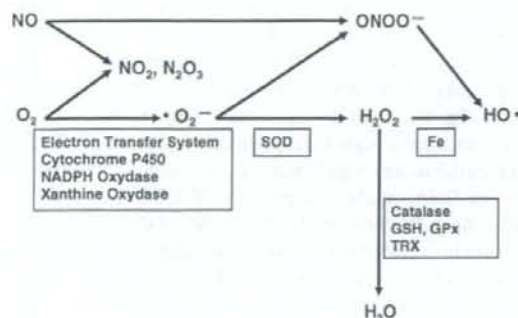 NO ONOO⁻
NO₂, N₂O₃
O₂ • O₂⁻ H₂O₂ HO •
Electron Transfer System
Cytochrome P450
NADPH Oxydase
Xanthine Oxydase
SOD
Fe
Catalase
GSH, GPx
TRX
H₂O